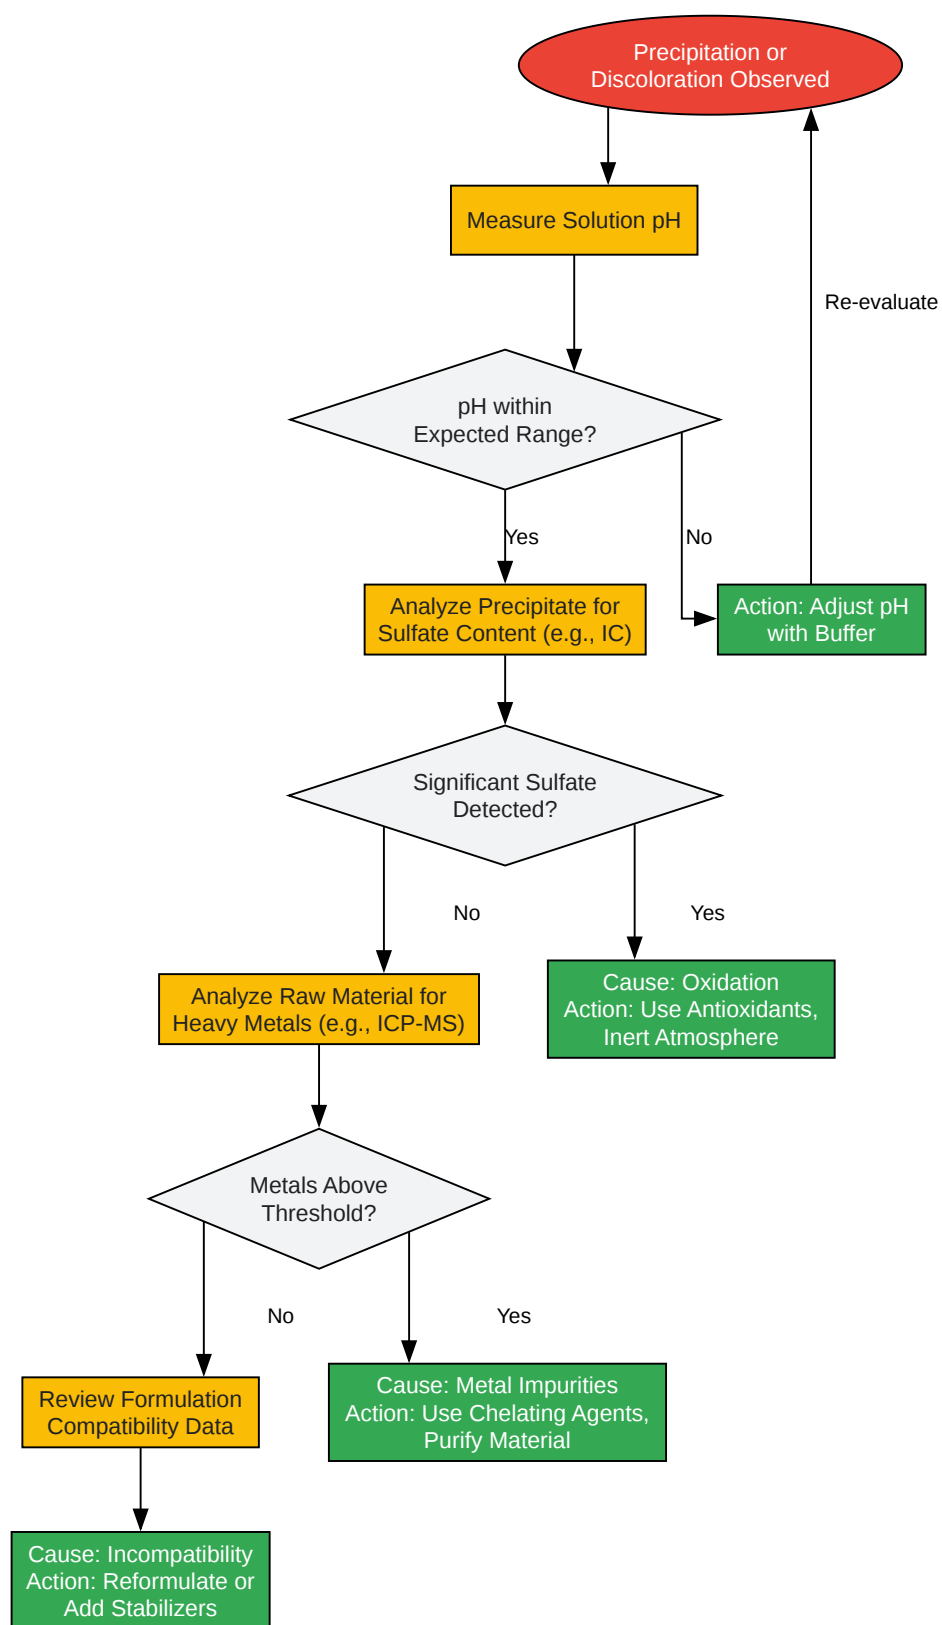 Precipitation or
Discoloration Observed
Measure Solution pH
Re-evaluate
pH within
Expected Range?
Yes
No
Analyze Precipitate for
Sulfate Content (e.g., IC)
Action: Adjust pH
with Buffer
Significant Sulfate
Detected?
No
Yes
Analyze Raw Material for
Heavy Metals (e.g., ICP-MS)
Cause: Oxidation
Action: Use Antioxidants,
Inert Atmosphere
Metals Above
Threshold?
No
Yes
Review Formulation
Compatibility Data
Cause: Metal Impurities
Action: Use Chelating Agents,
Purify Material
Cause: Incompatibility
Action: Reformulate or
Add Stabilizers